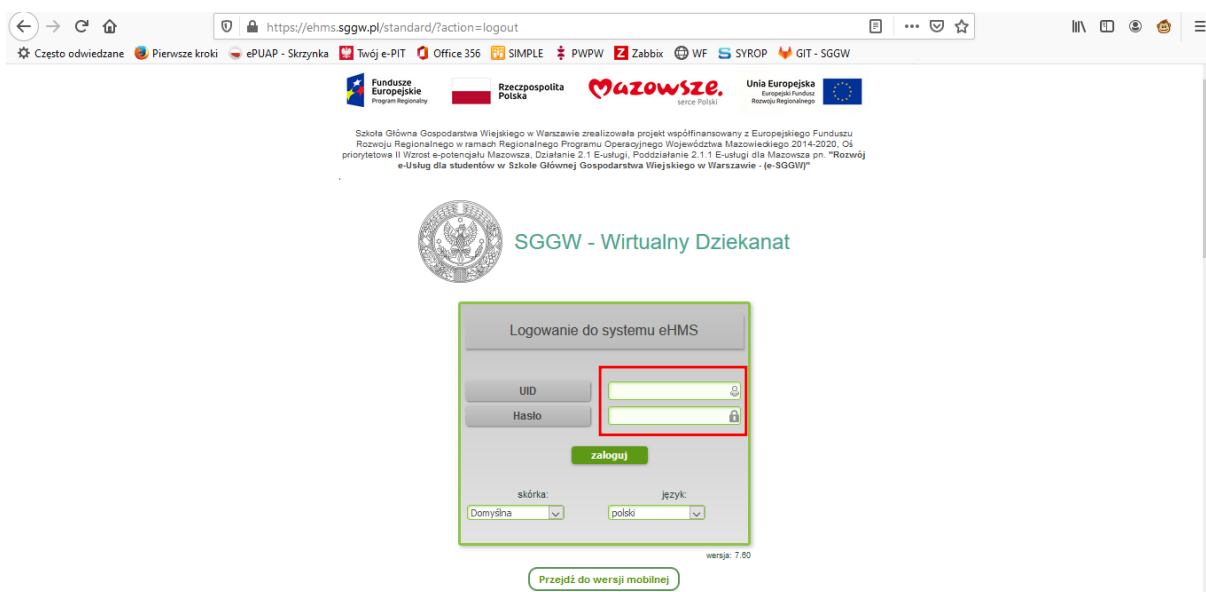 https://ehms.sggw.pl/standard/?action=logout
Często odwiedzane Pierwsze kroki ePUAP - Skrzynka Twój e-PIT Office 356 SIMPLE PWPW Z Zabbix WF SYROP GIT - SGGW
Fundusze
Europejskie
Program Regionalny
Rzeczpospolita
Polska
Mazowsze.
serce Polski
Unia Europejska
Europejski Fundusz
Rozwoju Regionalnego
Szkoła Główna Gospodarstwa Wiejskiego w Warszawie zrealizowała projekt współfinansowany z Europejskiego Funduszu
Rozwoju Regionalnego w ramach Regionalnego Programu Operacyjnego Województwa Mazowieckiego 2014-2020, Oś
priorytetowa II Wzrost e-potencjału Mazowsza, Działanie 2.1 E-usługi, Poddziałanie 2.1.1 E-usługi dla Mazowsza pn. "Rozwój
e-Usług dla studentów w Szkole Głównej Gospodarstwa Wiejskiego w Warszawie - (e-SGGW)"
.
SGGW - Wirtualny Dziekanat
Logowanie do systemu eHMS
UID
Hasło
zaloguj
skórka: język:
Domyślna polski
wersja: 7.60
Przejdź do wersji mobilnej